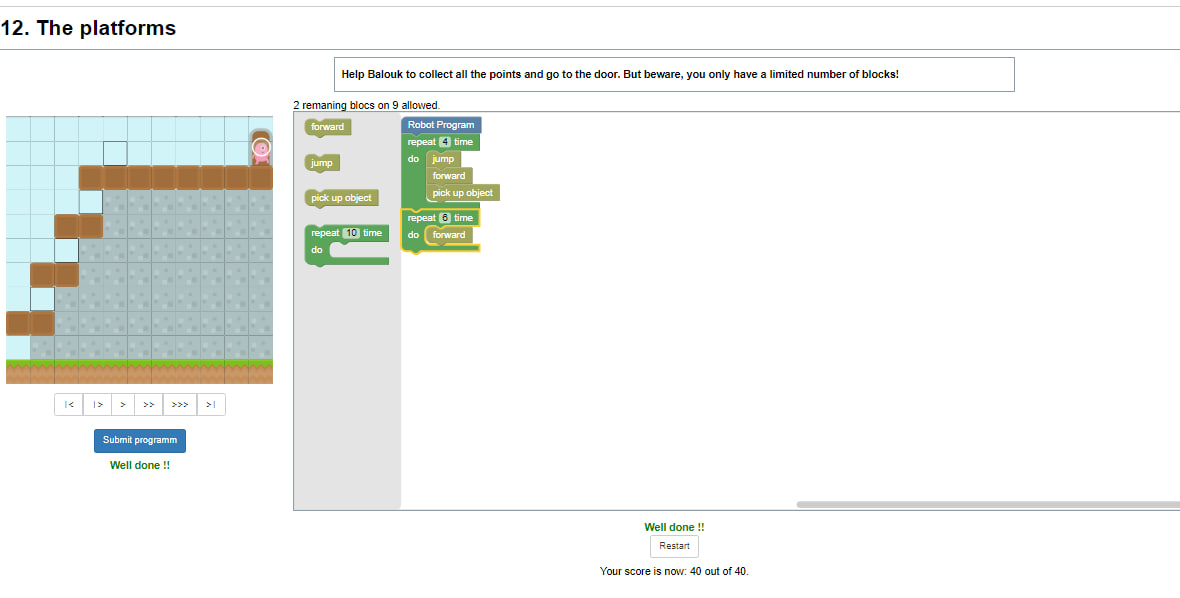 12. The platforms
Help Balouk to collect all the points and go to the door. But beware, you only have a limited number of blocks!
2 remaning blocs on 9 allowed.
forward
jump
pick up object
repeat 10 time
do
Robot Program
repeat 4 time
do jump
forward
pick up object
repeat 6 time
do forward
|< |> > >> >>> >|
Submit programm
Well done !!
Well done !!
Restart
Your score is now: 40 out of 40.